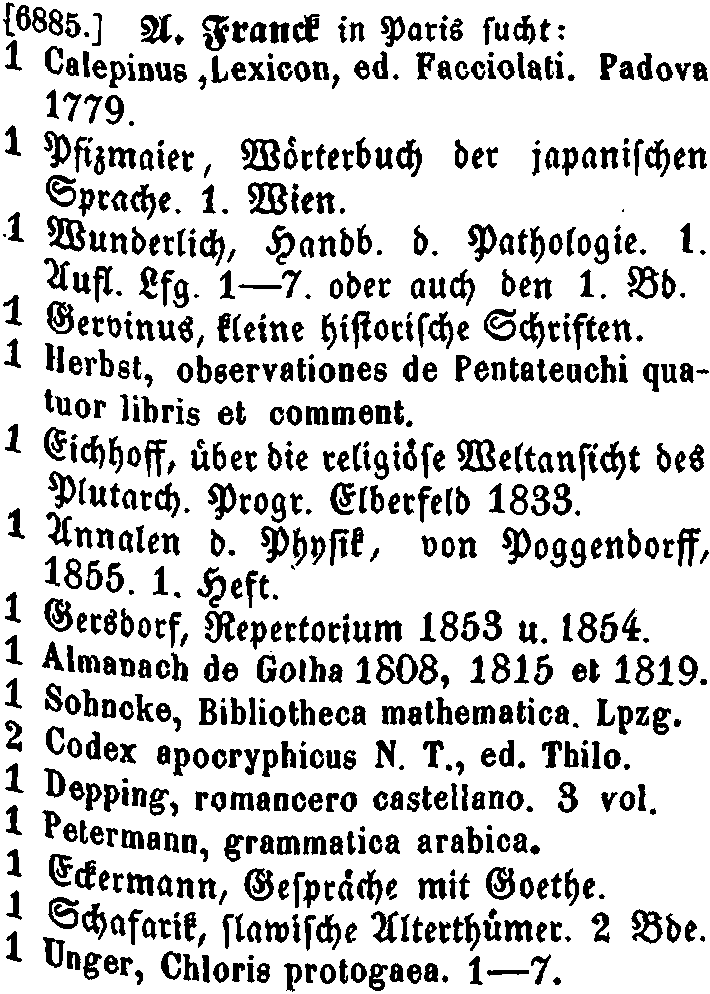 [6885.] A. Franck in Paris sucht:
1 Calepinus, Lexicon, ed. Facciolati. Padova
1779.
1 Pfizmaier, Wörterbuch der japanischen
Sprache. 1. Wien.
1 Wunderlich, Handb. d. Pathologie. 1.
Aufl. Lfg. 1—7. oder auch den 1. Bd.
1 Gervinus, kleine historische Schriften.
1 Herbst, observationes de Pentateuchi qua-
tuor libris et comment.
1 Eichhoff, über die religiöse Weltansicht des
Plutarch. Progr. Elberfeld 1833.
1 Annalen d. Physik, von Poggendorff,
1855. 1. Heft.
1 Gersdorf, Repertorium 1853 u. 1854.
1 Almanach de Gotha 1808, 1815 et 1819.
1 Sohncke, Bibliotheca mathematica. Lpzg.
2 Codex apocryphicus N. T., ed. Thilo.
1 Depping, romancero castellano. 3 vol.
1 Petermann, grammatica arabica.
1 Eckermann, Gespräche mit Goethe.
1 Schafarik, slawische Alterthümer. 2 Bde.
1 Unger, Chloris protogaea. 1—7.